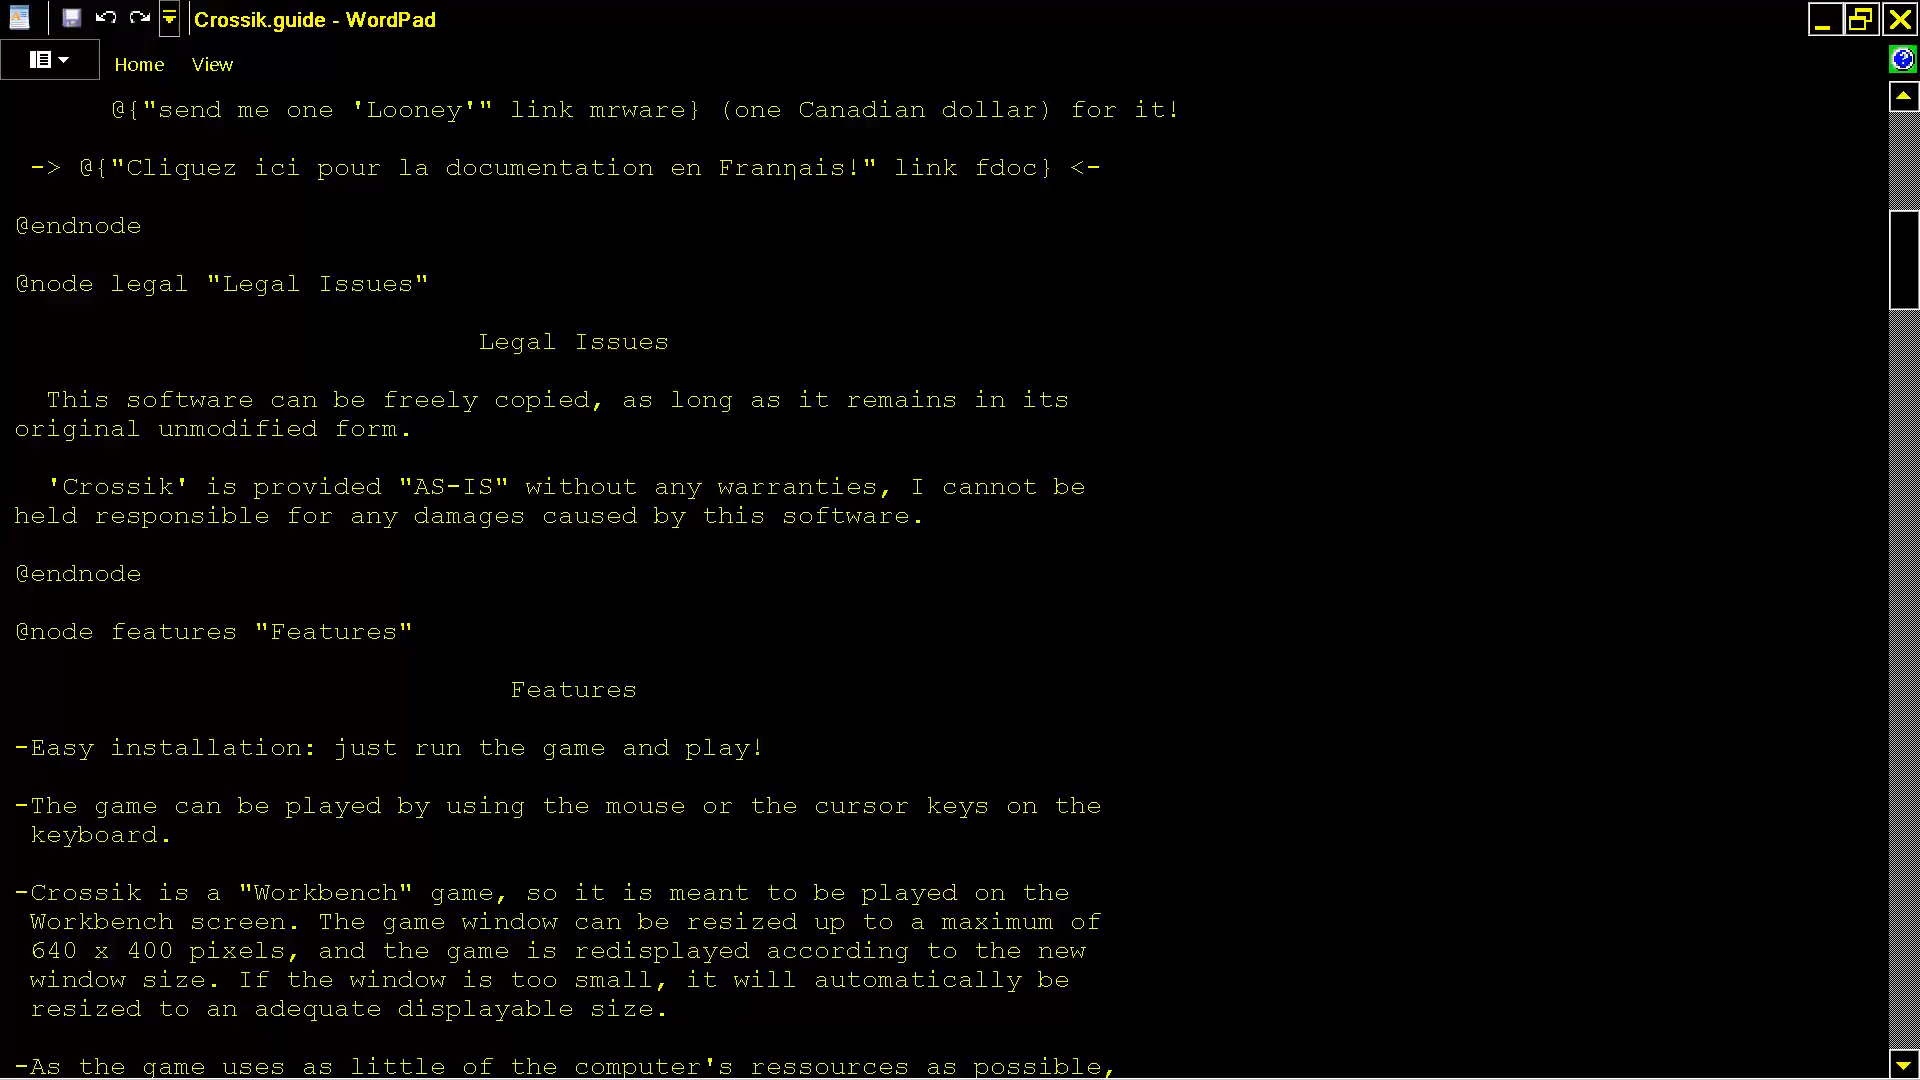 Crossik.guide - WordPad
Home View
@{"send me one 'Looney'" link mrware} (one Canadian dollar) for it!
-> @{"Cliquez ici pour la documentation en Franηais!" link fdoc} <-
@endnode
@node legal "Legal Issues"
Legal Issues
This software can be freely copied, as long as it remains in its
original unmodified form.
'Crossik' is provided "AS-IS" without any warranties, I cannot be
held responsible for any damages caused by this software.
@endnode
@node features "Features"
Features
-Easy installation: just run the game and play!
-The game can be played by using the mouse or the cursor keys on the
keyboard.
-Crossik is a "Workbench" game, so it is meant to be played on the
Workbench screen. The game window can be resized up to a maximum of
640 x 400 pixels, and the game is redisplayed according to the new
window size. If the window is too small, it will automatically be
resized to an adequate displayable size.
-As the game uses as little of the computer's ressources as possible,